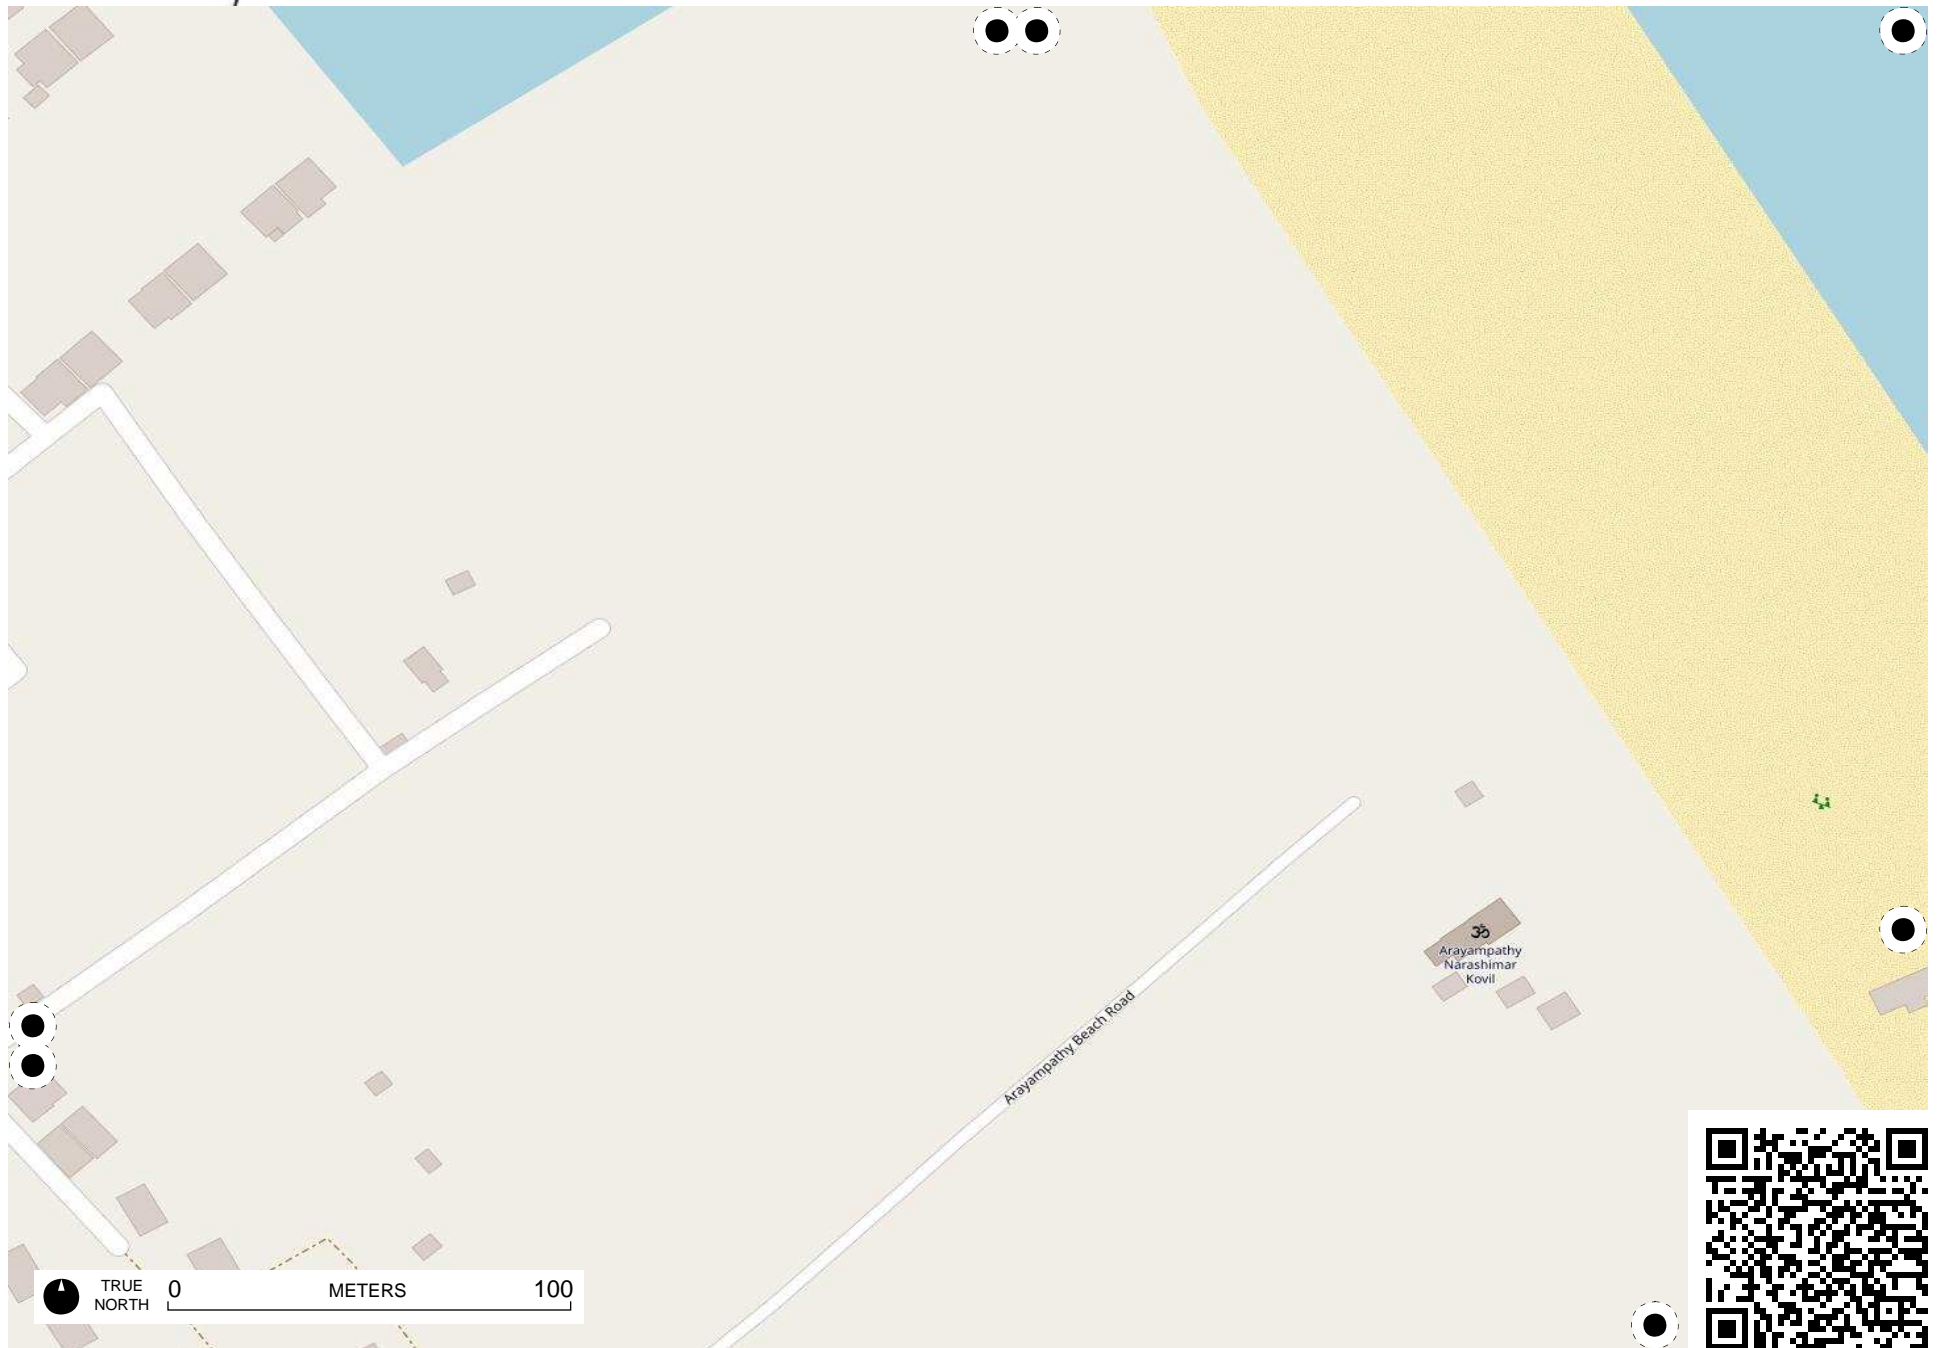 Arayampathy
Narashimar
Kovil
Arayampathy Beach Road
TRUE
NORTH
0 METERS 100